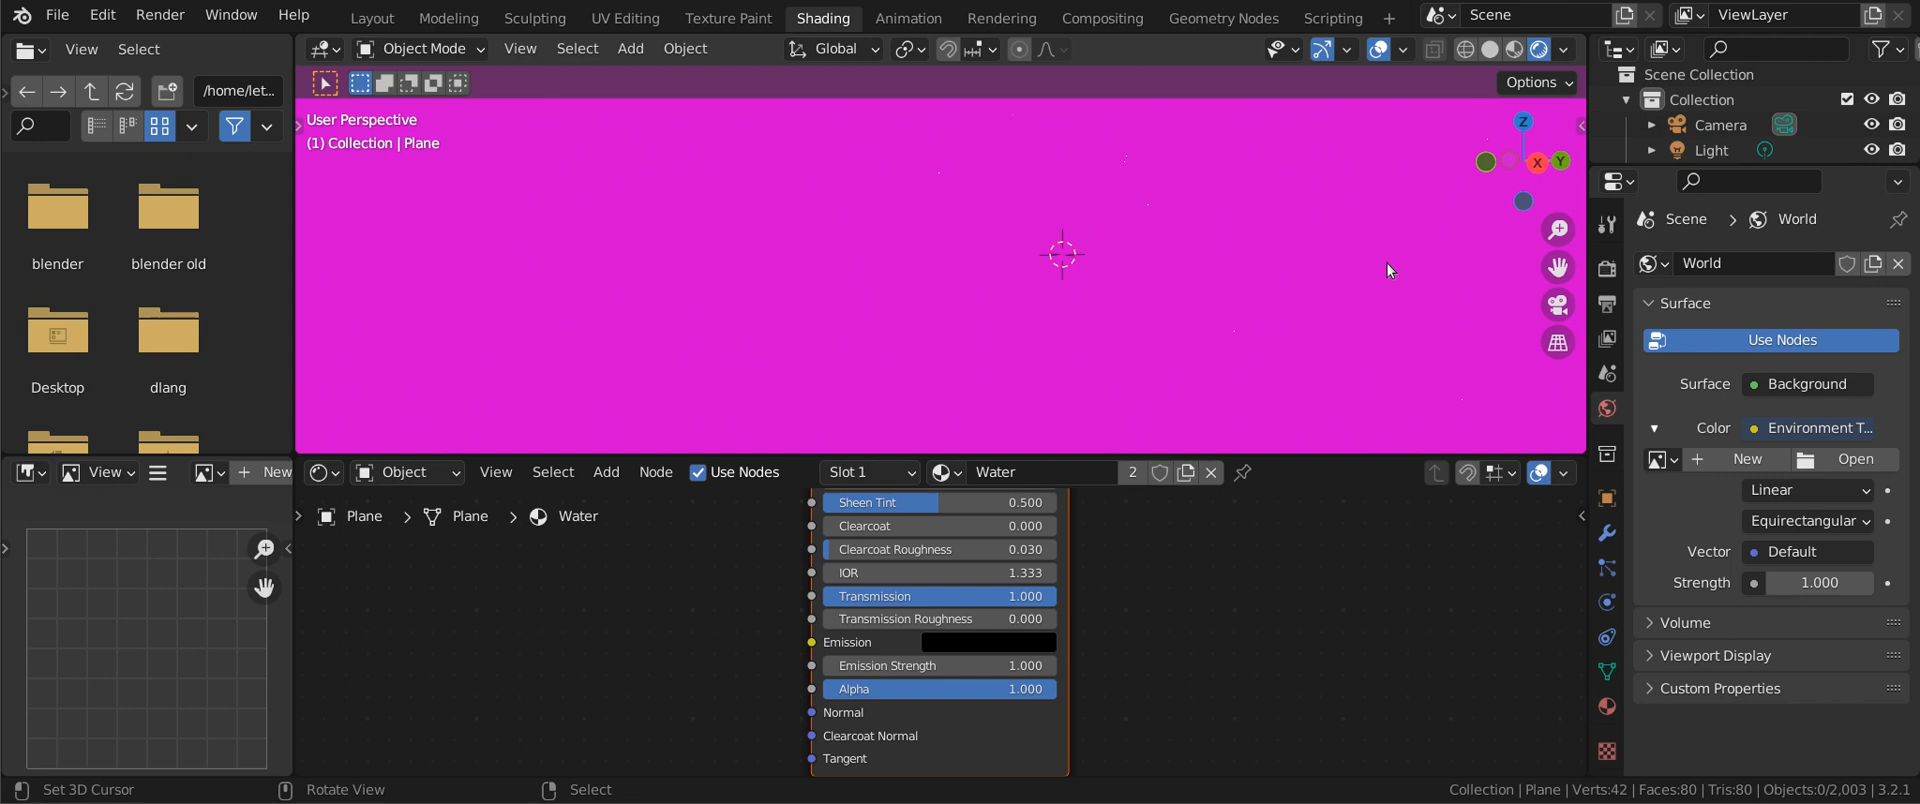 File Edit Render Window Help Layout Modeling Sculpting UV Editing Texture Paint Shading Animation Rendering Compositing Geometry Nodes Scripting + Scene ViewLayer
View Select
Object Mode View Select Add Object Global
/home/let...
Options
User Perspective
(1) Collection | Plane
Z
X
Y
blender
blender old
Desktop
dlang
View
+ New
Object View Select Add Node Use Nodes Slot 1 Water 2
Plane > Plane > Water
Sheen Tint 0.500
Clearcoat 0.000
Clearcoat Roughness 0.030
IOR 1.333
Transmission 1.000
Transmission Roughness 0.000
Emission
Emission Strength 1.000
Alpha 1.000
Normal
Clearcoat Normal
Tangent
Scene Collection
Collection
Camera
Light
Scene > World
World
Surface
Use Nodes
Surface Background
Color Environment T...
+ New Open
Linear
Equirectangular
Vector Default
Strength 1.000
Volume
Viewport Display
Custom Properties
Set 3D Cursor Rotate View Select Collection | Plane | Verts:42 | Faces:80 | Tris:80 | Objects:0/2,003 | 3.2.1